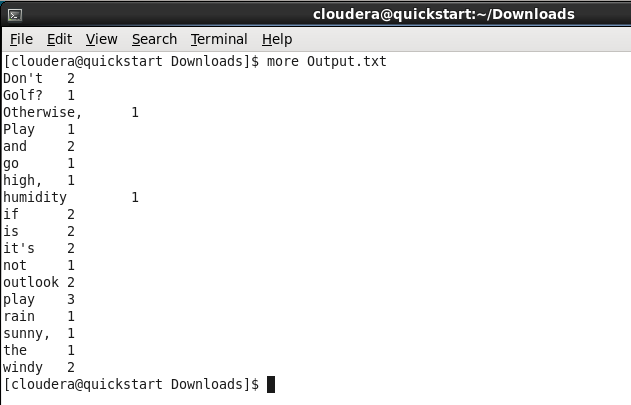 cloudera@quickstart:~/Downloads
File Edit View Search Terminal Help
[cloudera@quickstart Downloads]$ more Output.txt
Don't	2
Golf?	1
Otherwise,	1
Play	1
and	2
go	1
high,	1
humidity	1
if	2
is	2
it's	2
not	1
outlook	2
play	3
rain	1
sunny,	1
the	1
windy	2
[cloudera@quickstart Downloads]$